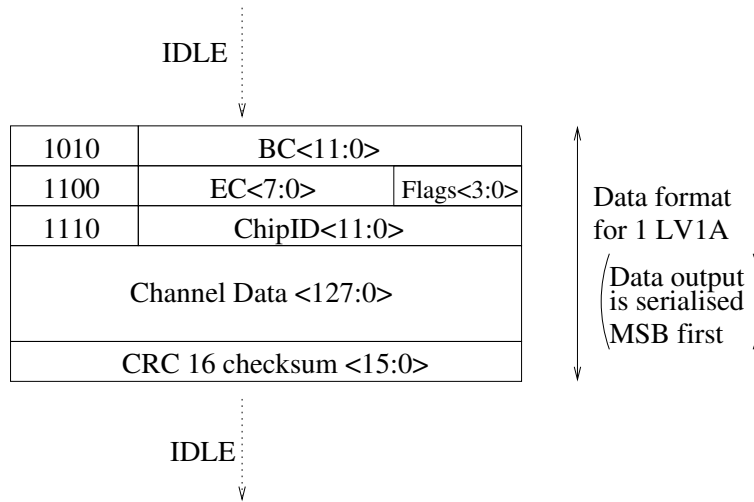 IDLE
1010 BC<11:0>
1100 EC<7:0> Flags<3:0>
1110 ChipID<11:0>
Channel Data <127:0>
CRC 16 checksum <15:0>
Data format
for 1 LV1A
(Data output
is serialised
MSB first)
IDLE